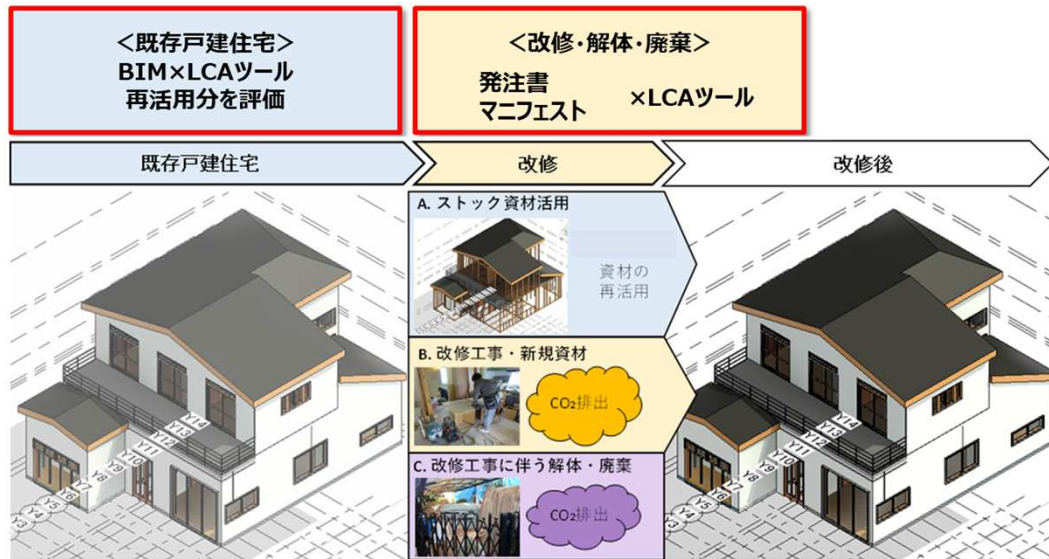 <既存戸建住宅>
BIM×LCAツール
再活用分を評価
<改修・解体・廃棄>
発注書
マニフェスト
×LCAツール
既存戸建住宅
改修
改修後
A. ストック資材活用
資材の
再活用
B. 改修工事・新規資材
CO₂排出
C. 改修工事に伴う解体・廃棄
CO₂排出
Y14
Y13
Y12
Y11
Y10
Y9
Y8
Y7
Y6
Y5
Y4
Y3
Y14
Y13
Y12
Y11
Y10
Y9
Y8
Y7
Y6
Y5
Y4
Y3